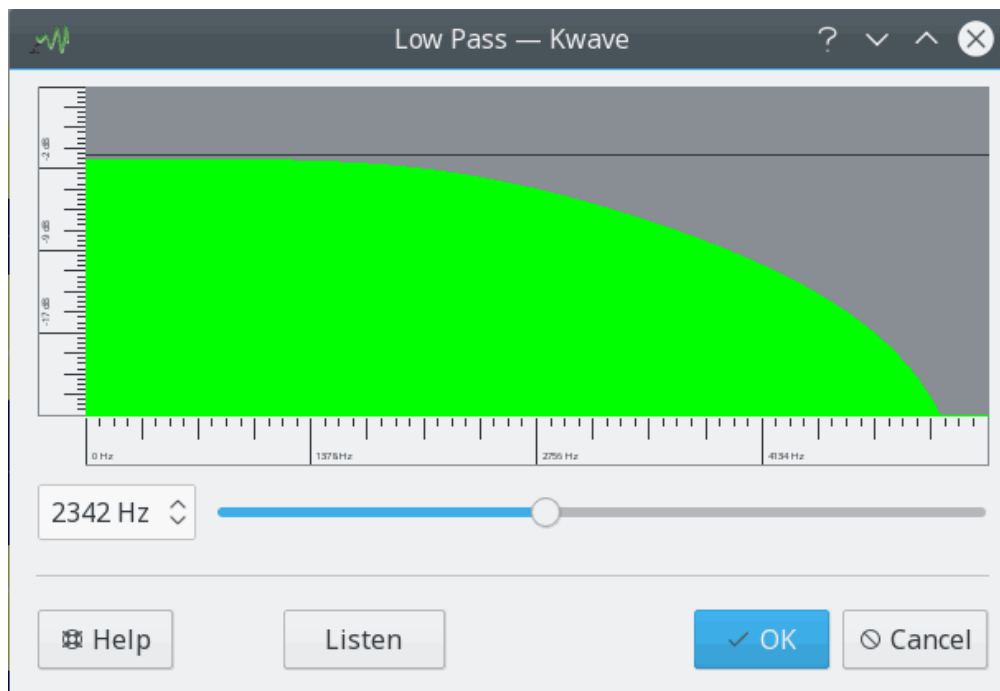 Low Pass — Kwave
-2 dB
-9 dB
-17 dB
0 Hz
1378Hz
2756 Hz
4134 Hz
2342 Hz
Help
Listen
OK
Cancel